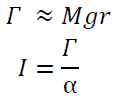 Γ ≈ Mgr
I = Γ/α